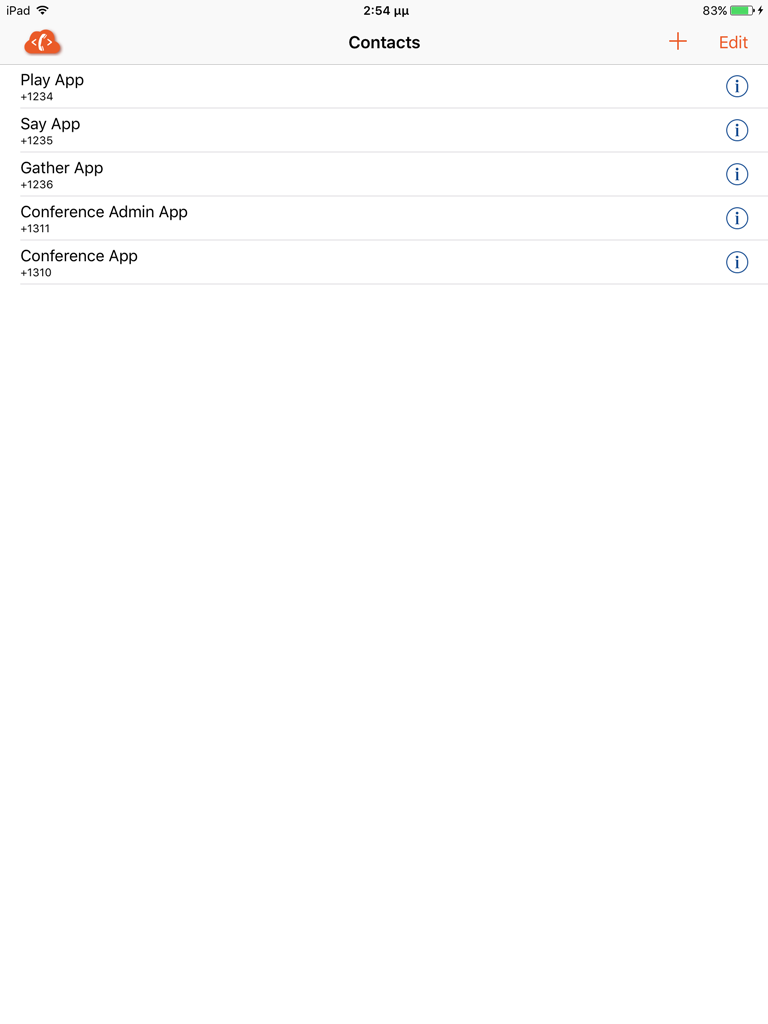 iPad 2:54 μμ 83%
Contacts Edit
Play App
+1234
Say App
+1235
Gather App
+1236
Conference Admin App
+1311
Conference App
+1310